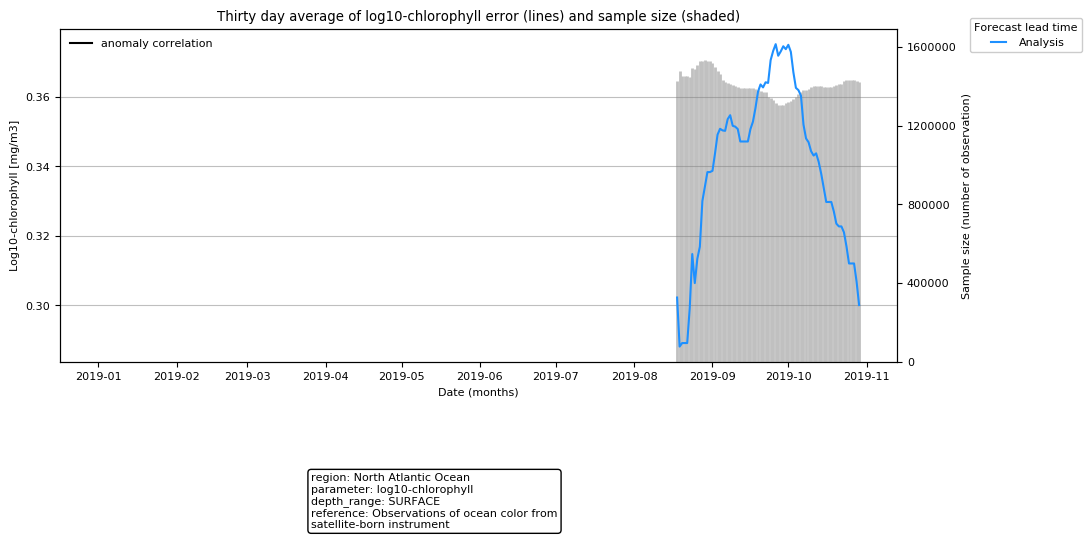 Thirty day average of log10-chlorophyll error (lines) and sample size (shaded)
Forecast lead time
Analysis
anomaly correlation
Log10-chlorophyll [mg/m3]
0.36
0.34
0.32
0.30
1600000
1200000
800000
400000
0
Sample size (number of observation)
2019-01 2019-02 2019-03 2019-04 2019-05 2019-06 2019-07 2019-08 2019-09 2019-10 2019-11
Date (months)
region: North Atlantic Ocean
parameter: log10-chlorophyll
depth_range: SURFACE
reference: Observations of ocean color from
satellite-born instrument